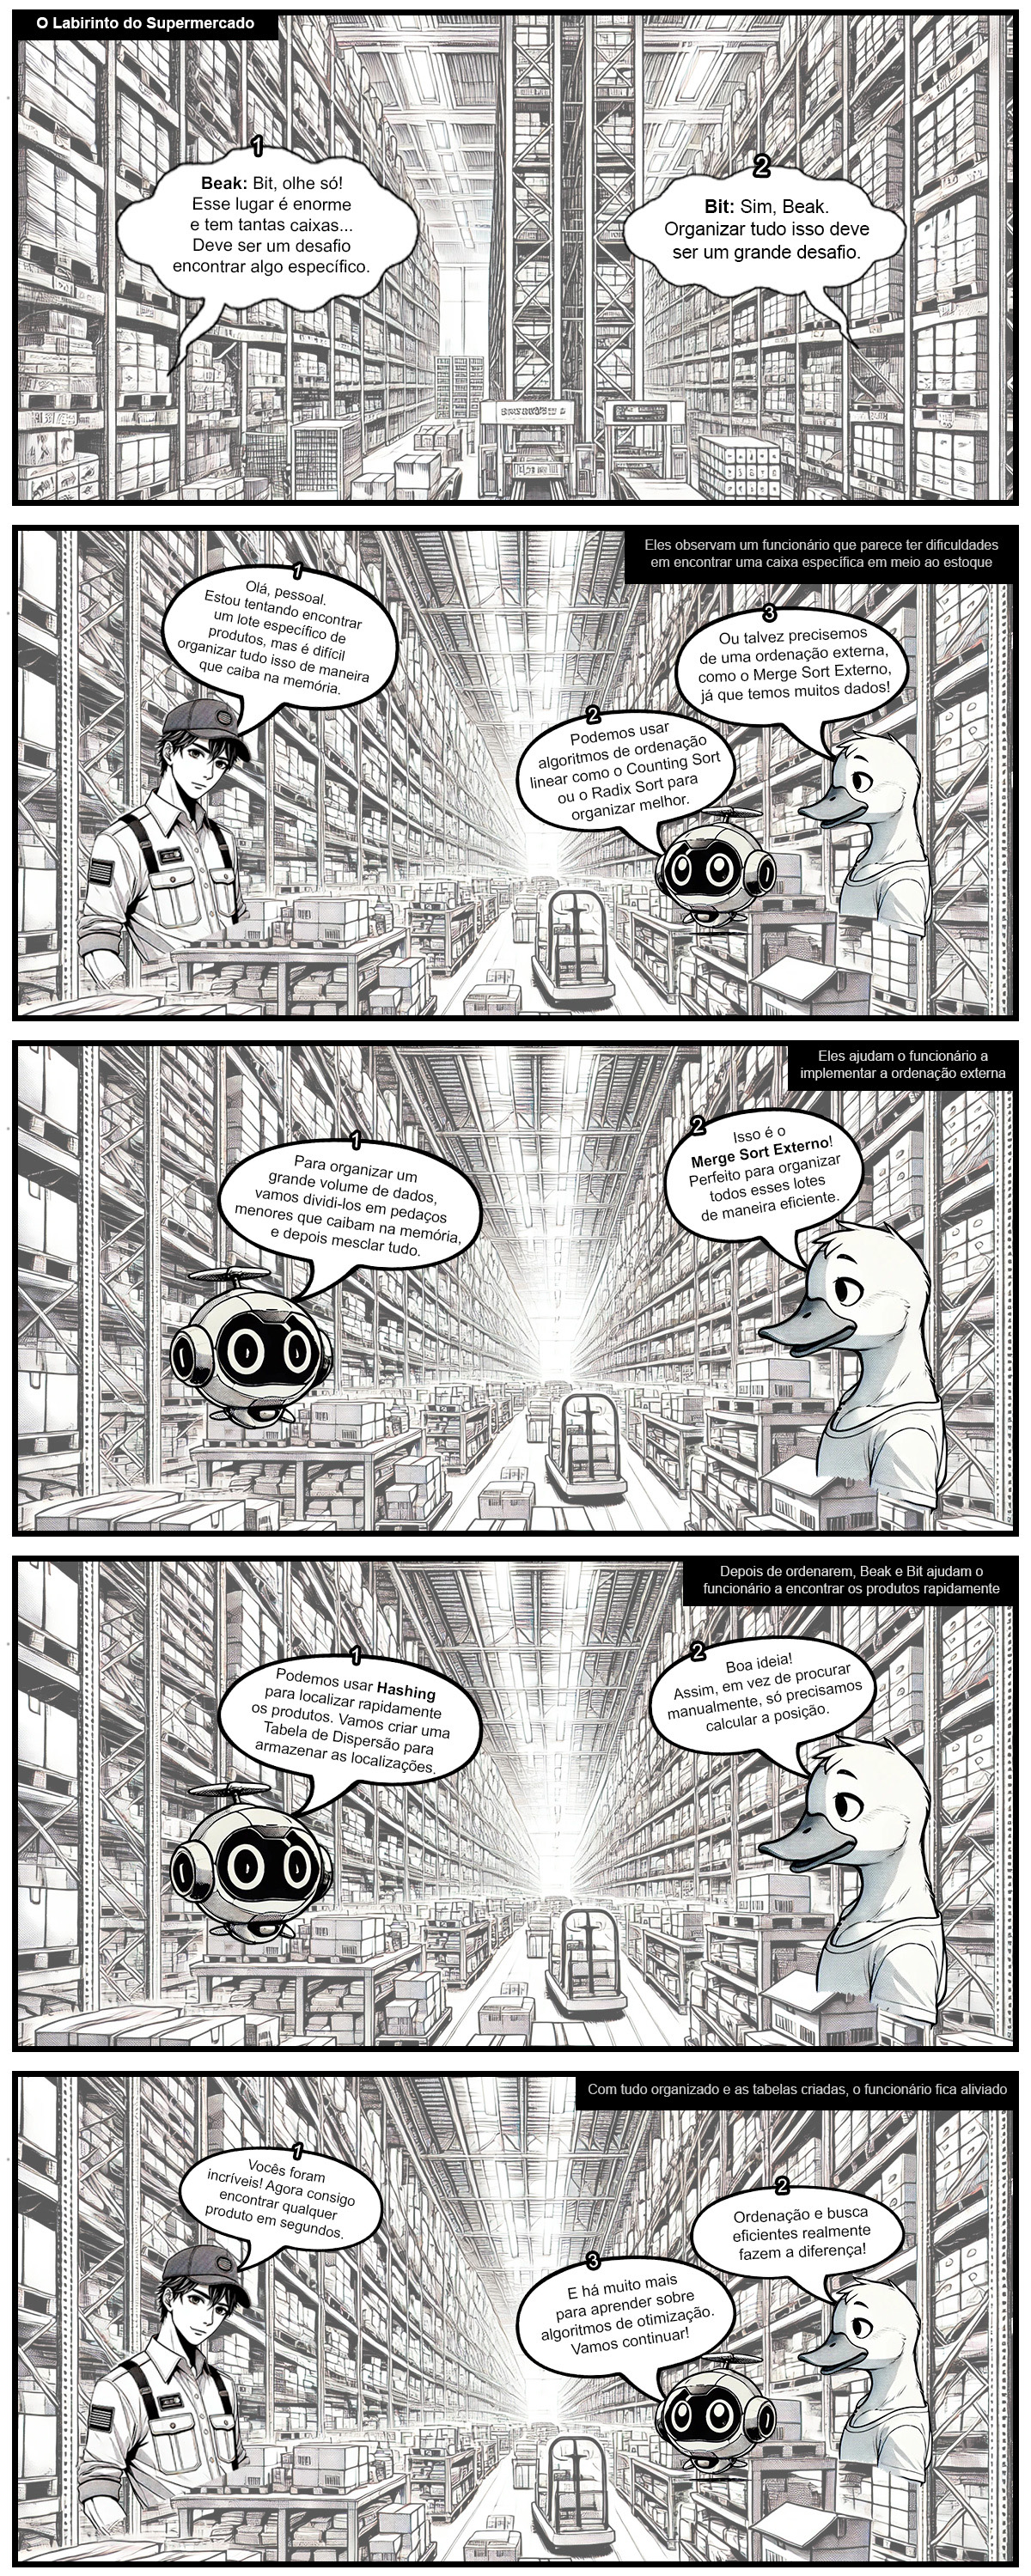 O Labirinto do Supermercado
1
Beak: Bit, olhe só!
Esse lugar é enorme
e tem tantas caixas...
Deve ser um desafio
encontrar algo específico.
2
Bit: Sim, Beak.
Organizar tudo isso deve
ser um grande desafio.
Eles observam um funcionário que parece ter dificuldades
em encontrar uma caixa específica em meio ao estoque
1
Olá, pessoal.
Estou tentando encontrar
um lote específico de
produtos, mas é difícil
organizar tudo isso de maneira
que caiba na memória.
2
Podemos usar
algoritmos de ordenação
linear como o Counting Sort
ou o Radix Sort para
organizar melhor.
3
Ou talvez precisemos
de uma ordenação externa,
como o Merge Sort Externo,
já que temos muitos dados!
Eles ajudam o funcionário a
implementar a ordenação externa
1
Para organizar um
grande volume de dados,
vamos dividi-los em pedaços
menores que caibam na memória,
e depois mesclar tudo.
2
Isso é o
Merge Sort Externo!
Perfeito para organizar
todos esses lotes
de maneira eficiente.
Depois de ordenarem, Beak e Bit ajudam o
funcionário a encontrar os produtos rapidamente
1
Podemos usar Hashing
para localizar rapidamente
os produtos. Vamos criar uma
Tabela de Dispersão para
armazenar as localizações.
2
Boa ideia!
Assim, em vez de procurar
manualmente, só precisamos
calcular a posição.
Com tudo organizado e as tabelas criadas, o funcionário fica aliviado
1
Vocês foram
incríveis! Agora consigo
encontrar qualquer
produto em segundos.
2
Ordenação e busca
eficientes realmente
fazem a diferença!
3
E há muito mais
para aprender sobre
algoritmos de otimização.
Vamos continuar!